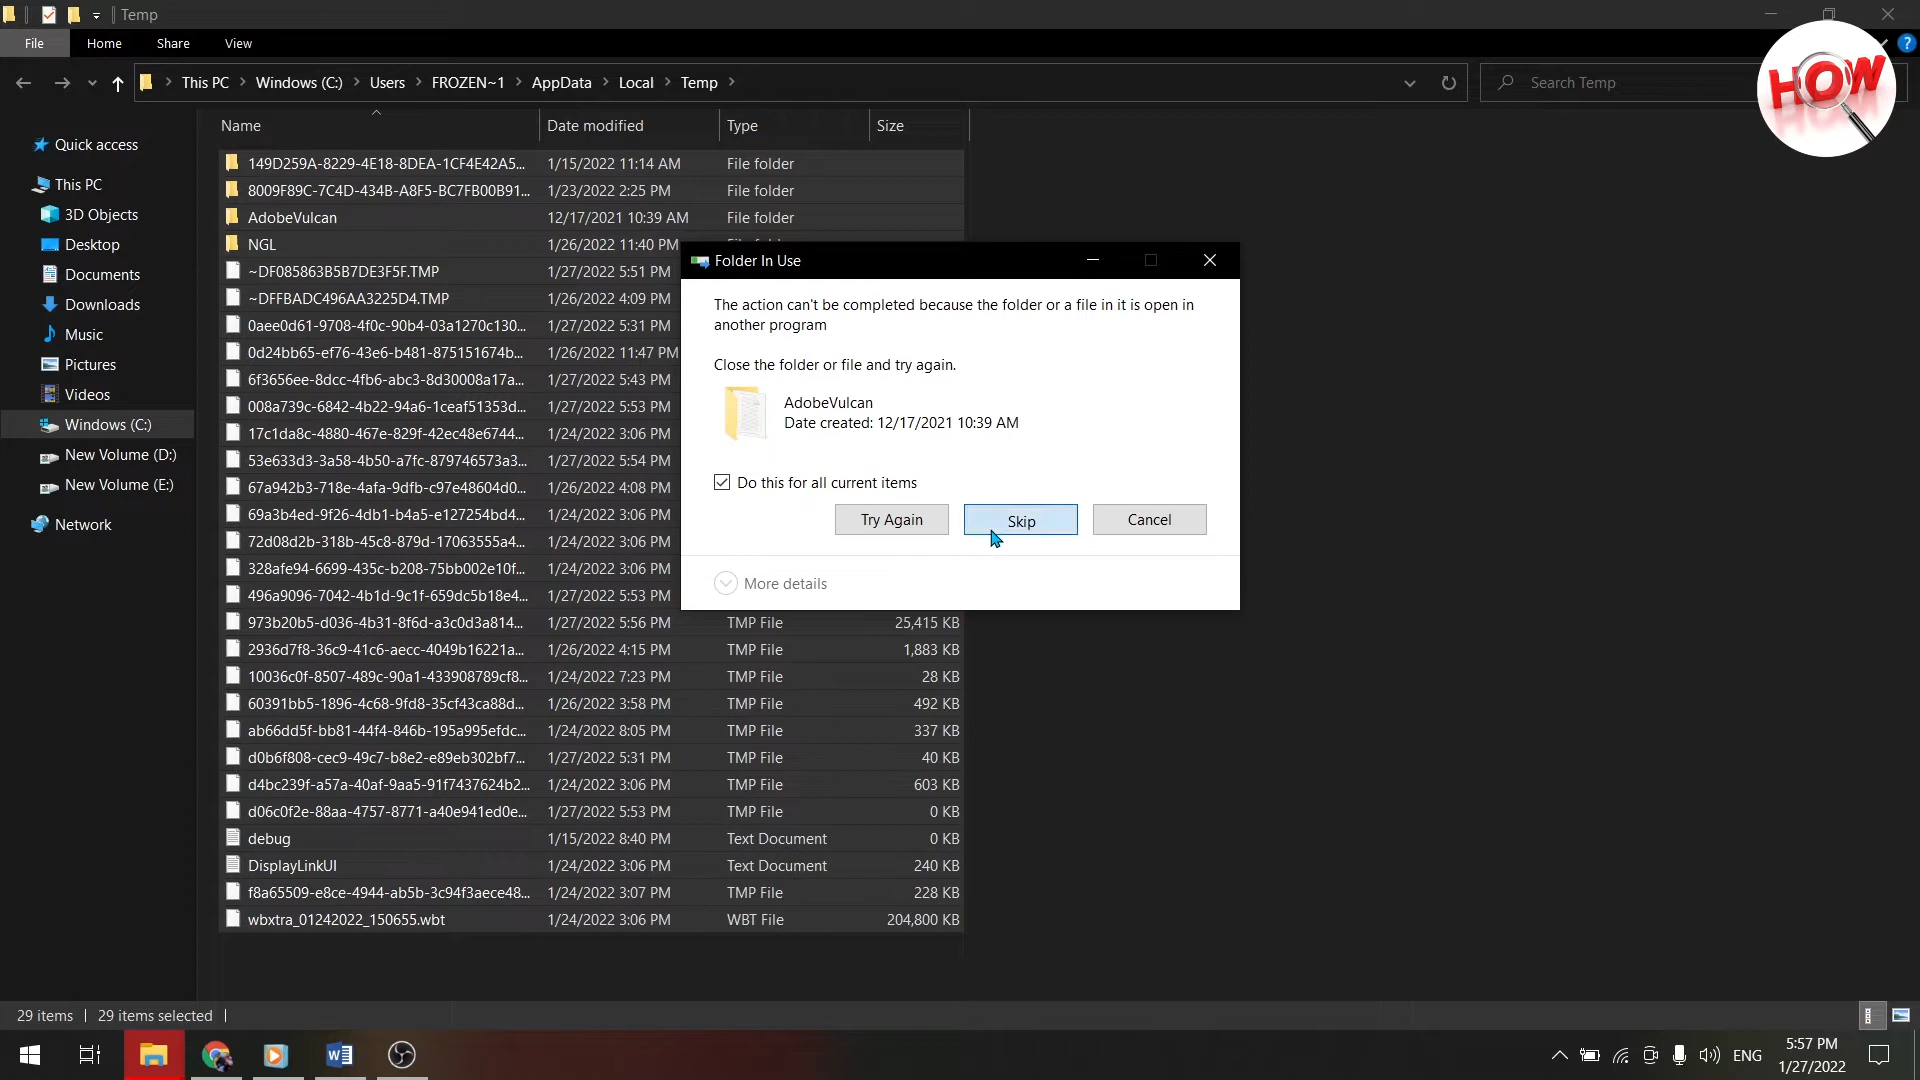 Temp
File Home Share View
This PC Windows (C:) Users FROZEN~1 AppData Local Temp
Search Temp
HOW
?
Name Date modified Type Size
Quick access
This PC
3D Objects
Desktop
Documents
Downloads
Music
Pictures
Videos
Windows (C:)
New Volume (D:)
New Volume (E:)
Network
149D259A-8229-4E18-8DEA-1CF4E42A5... 1/15/2022 11:14 AM File folder
8009F89C-7C4D-434B-A8F5-BC7FB00B91... 1/23/2022 2:25 PM File folder
AdobeVulcan 12/17/2021 10:39 AM File folder
NGL 1/26/2022 11:40 PM
~DF085863B5B7DE3F5F.TMP 1/27/2022 5:51 PM
~DFFBADC496AA3225D4.TMP 1/26/2022 4:09 PM
0aee0d61-9708-4f0c-90b4-03a1270c130... 1/27/2022 5:31 PM
0d24bb65-ef76-43e6-b481-875151674b... 1/26/2022 11:47 PM
6f3656ee-8dcc-4fb6-abc3-8d30008a17a... 1/27/2022 5:43 PM
008a739c-6842-4b22-94a6-1ceaf51353d... 1/27/2022 5:53 PM
17c1da8c-4880-467e-829f-42ec48e6744... 1/24/2022 3:06 PM
53e633d3-3a58-4b50-a7fc-879746573a3... 1/27/2022 5:54 PM
67a942b3-718e-4afa-9dfb-c97e48604d0... 1/26/2022 4:08 PM
69a3b4ed-9f26-4db1-b4a5-e127254bd4... 1/24/2022 3:06 PM
72d08d2b-318b-45c8-879d-17063555a4... 1/24/2022 3:06 PM
328afe94-6699-435c-b208-75bb002e10f... 1/24/2022 3:06 PM
496a9096-7042-4b1d-9c1f-659dc5b18e4... 1/27/2022 5:53 PM
973b20b5-d036-4b31-8f6d-a3c0d3a814... 1/27/2022 5:56 PM TMP File 25,415 KB
2936d7f8-36c9-41c6-aecc-4049b16221a... 1/26/2022 4:15 PM TMP File 1,883 KB
10036c0f-8507-489c-90a1-433908789cf8... 1/24/2022 7:23 PM TMP File 28 KB
60391bb5-1896-4c68-9fd8-35cf43ca88d... 1/26/2022 3:58 PM TMP File 492 KB
ab66dd5f-bb81-44f4-846b-195a995efdc... 1/24/2022 8:05 PM TMP File 337 KB
d0b6f808-cec9-49c7-b8e2-e89eb302bf7... 1/27/2022 5:31 PM TMP File 40 KB
d4bc239f-a57a-40af-9aa5-91f7437624b2... 1/24/2022 3:06 PM TMP File 603 KB
d06c0f2e-88aa-4757-8771-a40e941ed0e... 1/27/2022 5:53 PM TMP File 0 KB
debug 1/15/2022 8:40 PM Text Document 0 KB
DisplayLinkUI 1/24/2022 3:06 PM Text Document 240 KB
f8a65509-e8ce-4944-ab5b-3c94f3aece48... 1/24/2022 3:07 PM TMP File 228 KB
wbxtra_01242022_150655.wbt 1/24/2022 3:06 PM WBT File 204,800 KB
Folder In Use
The action can't be completed because the folder or a file in it is open in
another program
Close the folder or file and try again.
AdobeVulcan
Date created: 12/17/2021 10:39 AM
Do this for all current items
Try Again Skip Cancel
More details
29 items 29 items selected
ENG
5:57 PM
1/27/2022